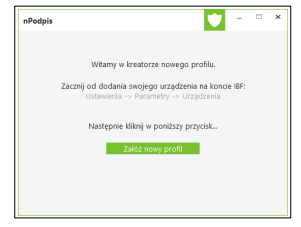 nPodpis
Witamy w kreatorze nowego profilu.
Zacznij od dodania swojego urządzenia na koncie IBF:
Ustawienia -> Parametry -> Urządzenia
Następnie kliknij w poniższy przycisk...
Załóż nowy profil